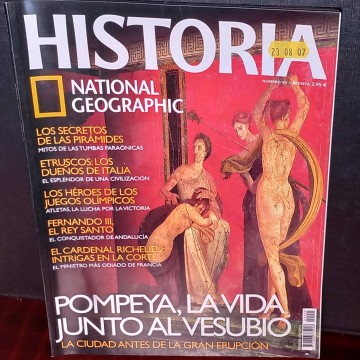 HISTORIA
23 08 07
NATIONAL
GEOGRAPHIC
LOS SECRETOS
DE LAS PIRÁMIDES
MITOS DE LAS TUMBAS FARAÓNICAS
ETRUSCOS: LOS
DUEÑOS DE ITALIA
EL ESPLENDOR DE UNA CIVILIZACIÓN
LOS HÉROES DE LOS
JUEGOS OLÍMPICOS
ATLETAS, LA LUCHA POR LA VICTORIA
FERNANDO III,
EL REY SANTO
EL CONQUISTADOR DE ANDALUCÍA
EL CARDENAL RICHELIEU:
INTRIGAS EN LA CORTE
EL MINISTRO MÁS ODIADO DE FRANCIA
POMPEYA, LA VIDA
JUNTO AL VESUBIO
LA CIUDAD ANTES DE LA GRAN ERUPCIÓN